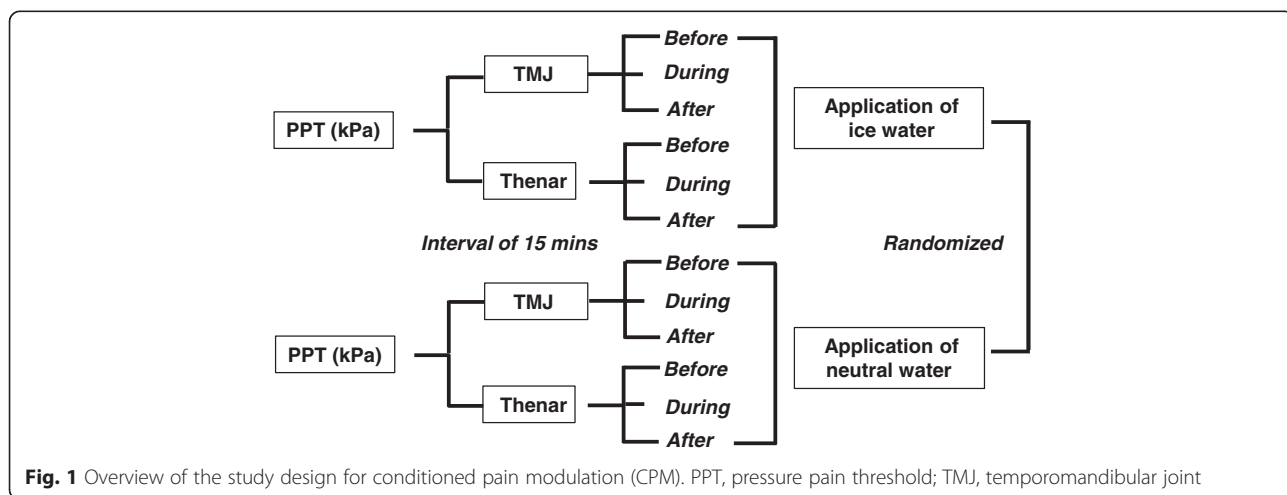 Before
TMJ
During
After
Application of
ice water
PPT (kPa)
Before
Thenar
During
After
Interval of 15 mins
Randomized
Before
TMJ
During
After
Application of
neutral water
PPT (kPa)
Before
Thenar
During
After
Fig. 1 Overview of the study design for conditioned pain modulation (CPM). PPT, pressure pain threshold; TMJ, temporomandibular joint